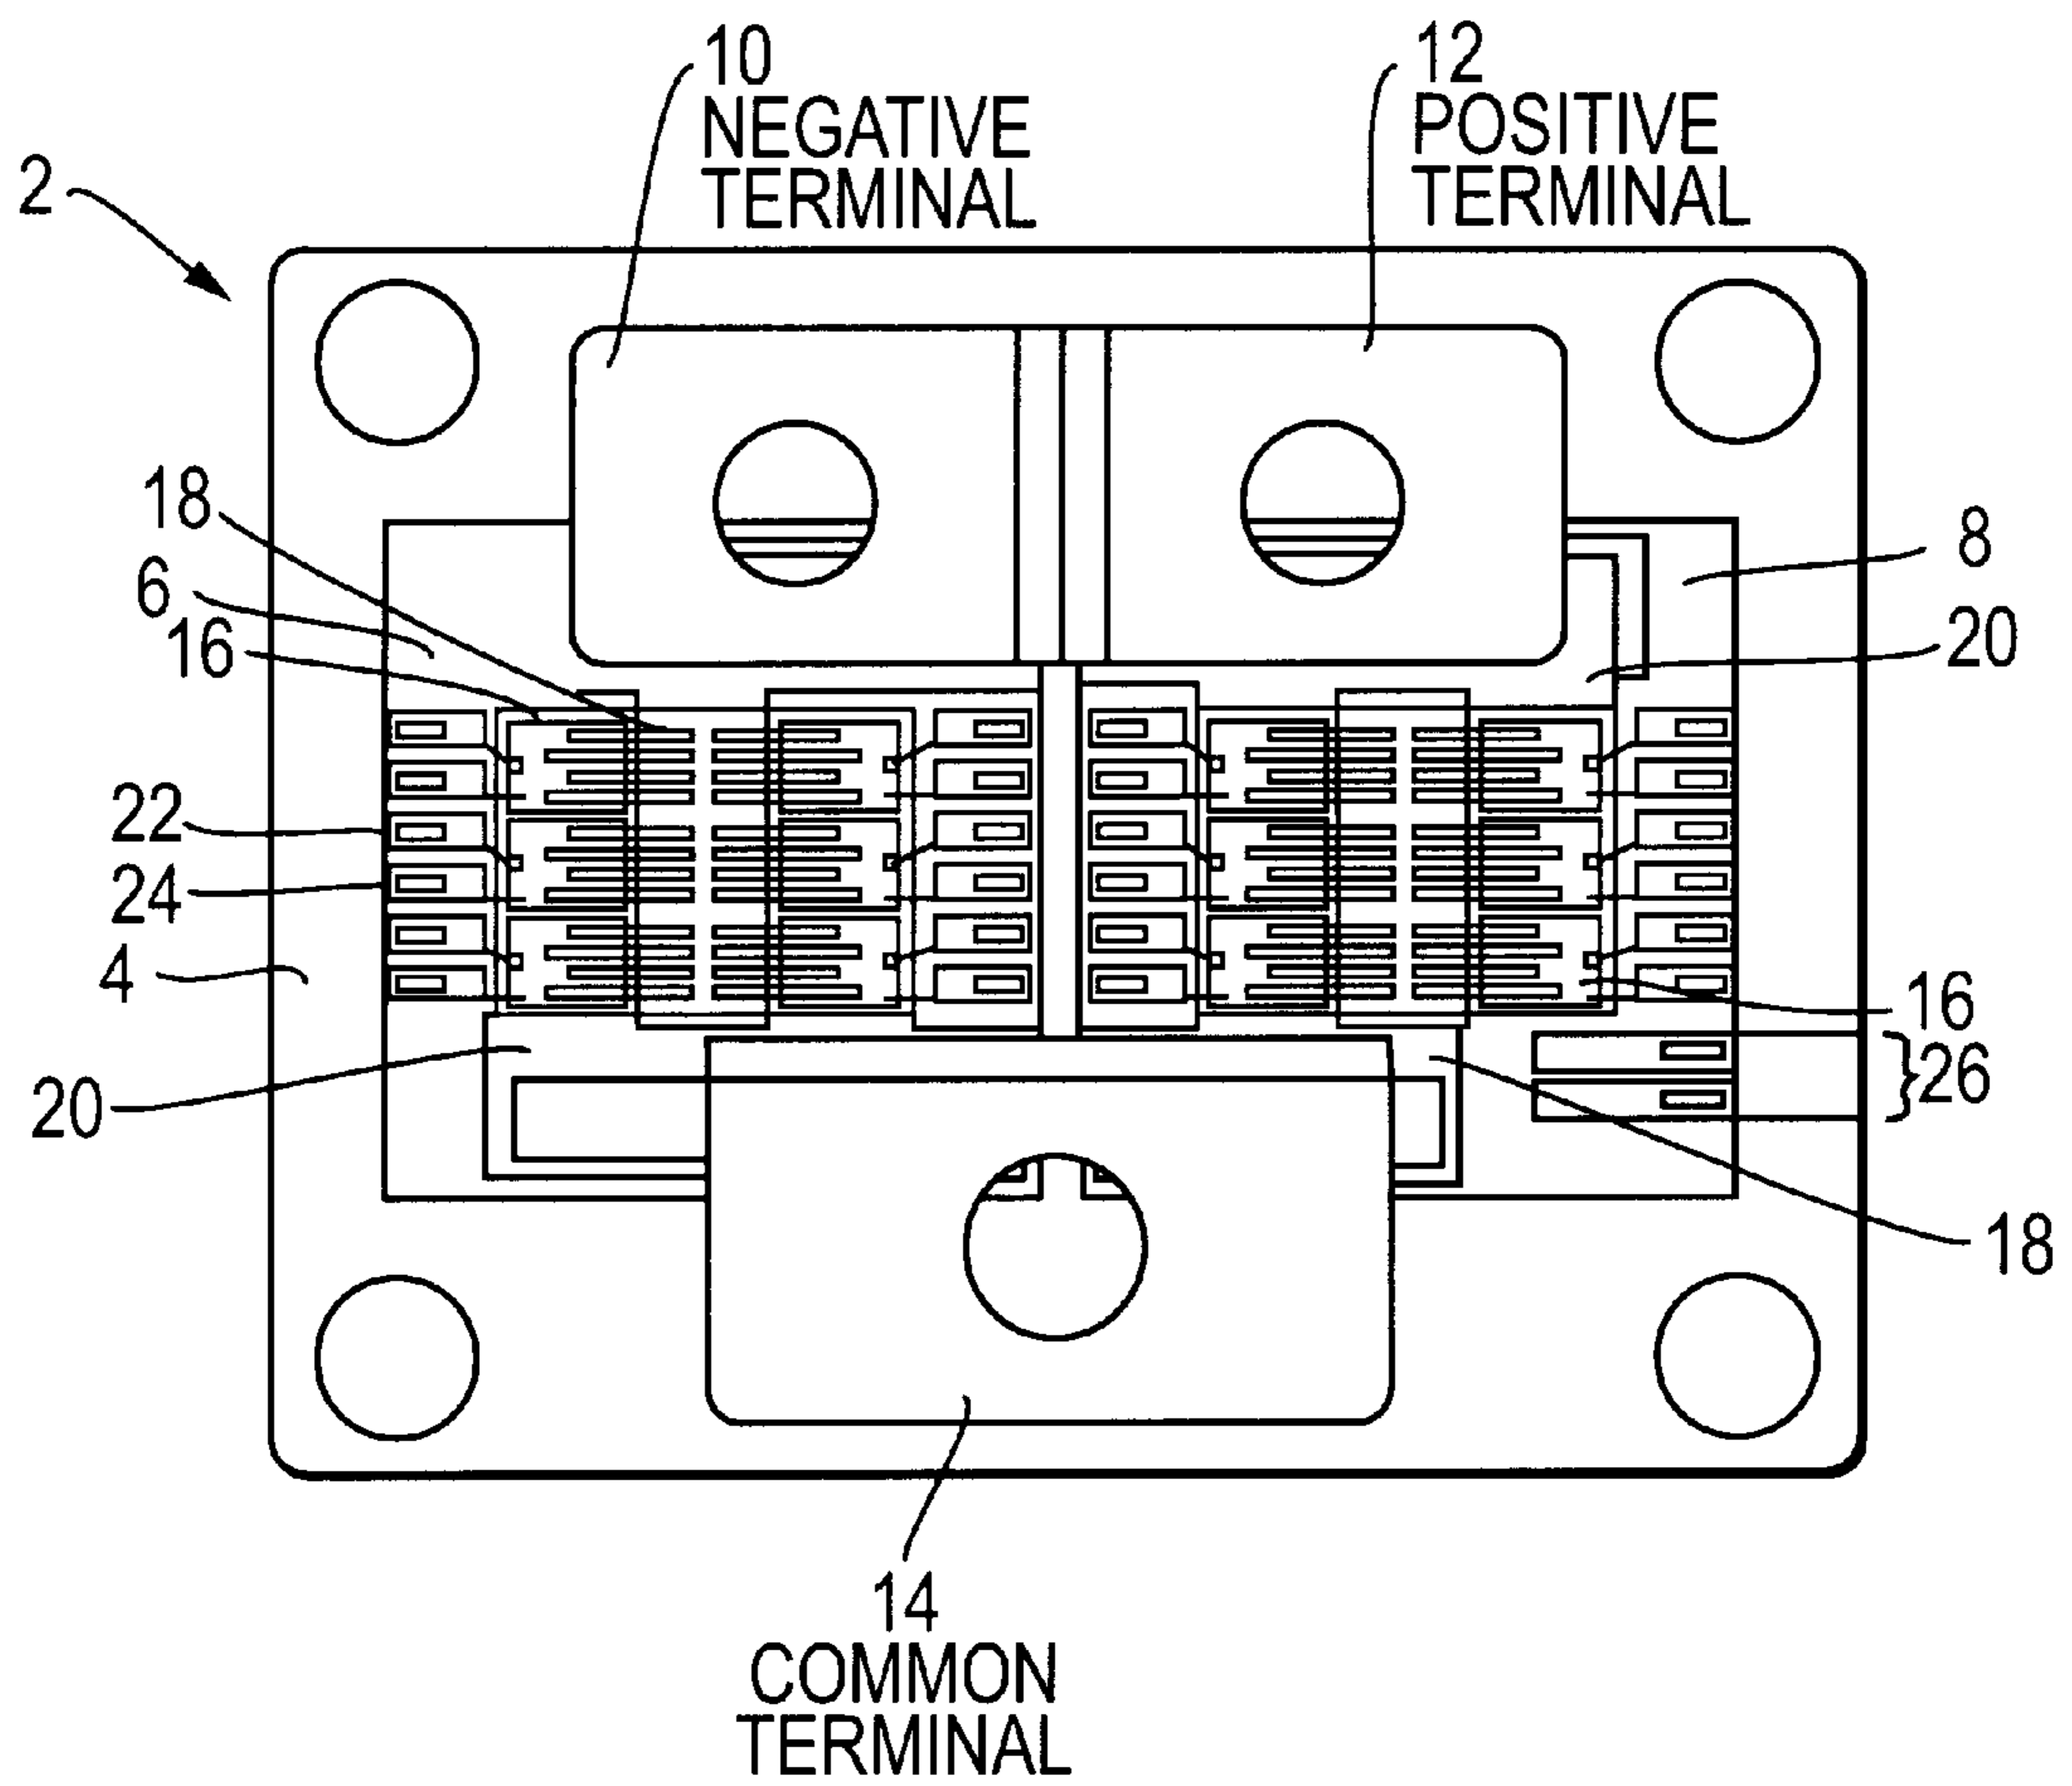 10
NEGATIVE
TERMINAL
12
POSITIVE
TERMINAL
2
18
6
16
8
20
22
24
4
20
16
26
18
14
COMMON
TERMINAL